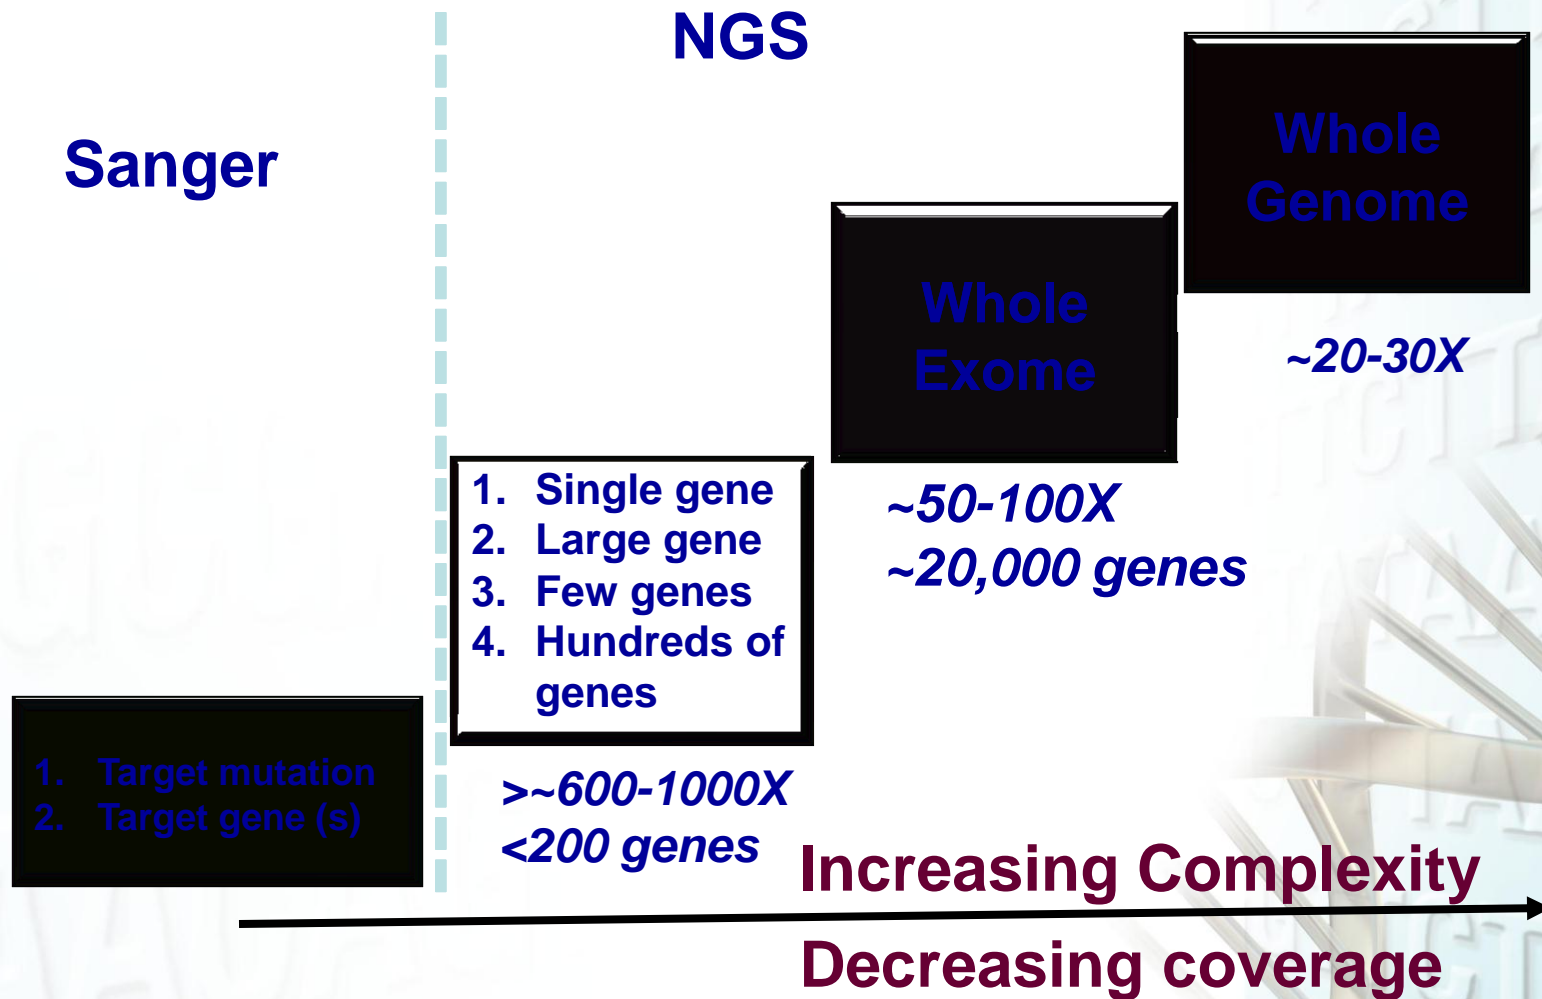 NGS
Sanger
Whole
Genome
Whole
Exome
~20-30X
1. Single gene
2. Large gene
3. Few genes
4. Hundreds of
genes
~50-100X
~20,000 genes
1. Target mutation
2. Target gene (s)
>~600-1000X
<200 genes
Increasing Complexity
Decreasing coverage